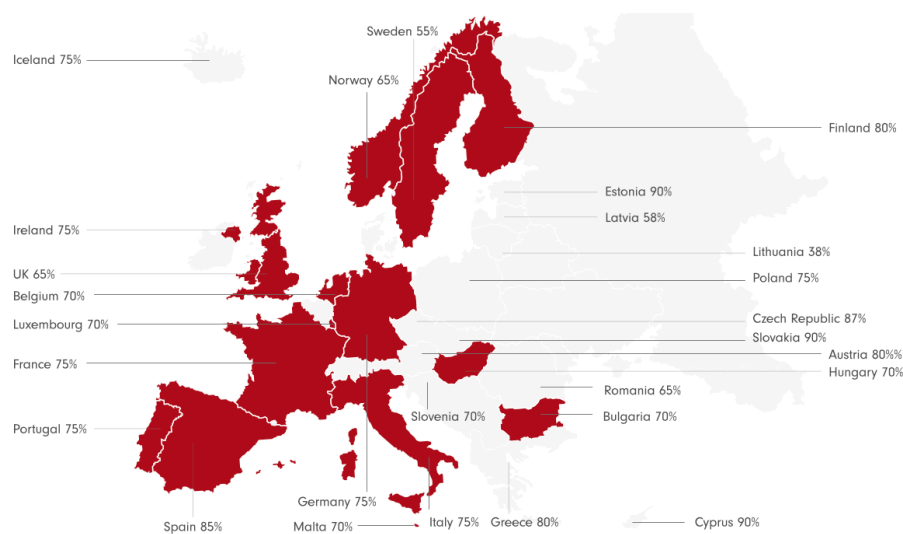 Sweden 55%
Iceland 75%
Norway 65%
Finland 80%
Estonia 90%
Latvia 58%
Ireland 75%
Lithuania 38%
UK 65%
Poland 75%
Belgium 70%
Czech Republic 87%
Luxembourg 70%
Slovakia 90%
Austria 80%%
France 75%
Hungary 70%
Romania 65%
Slovenia 70%
Bulgaria 70%
Portugal 75%
Germany 75%
Spain 85%
Malta 70%
Italy 75%
Greece 80%
Cyprus 90%